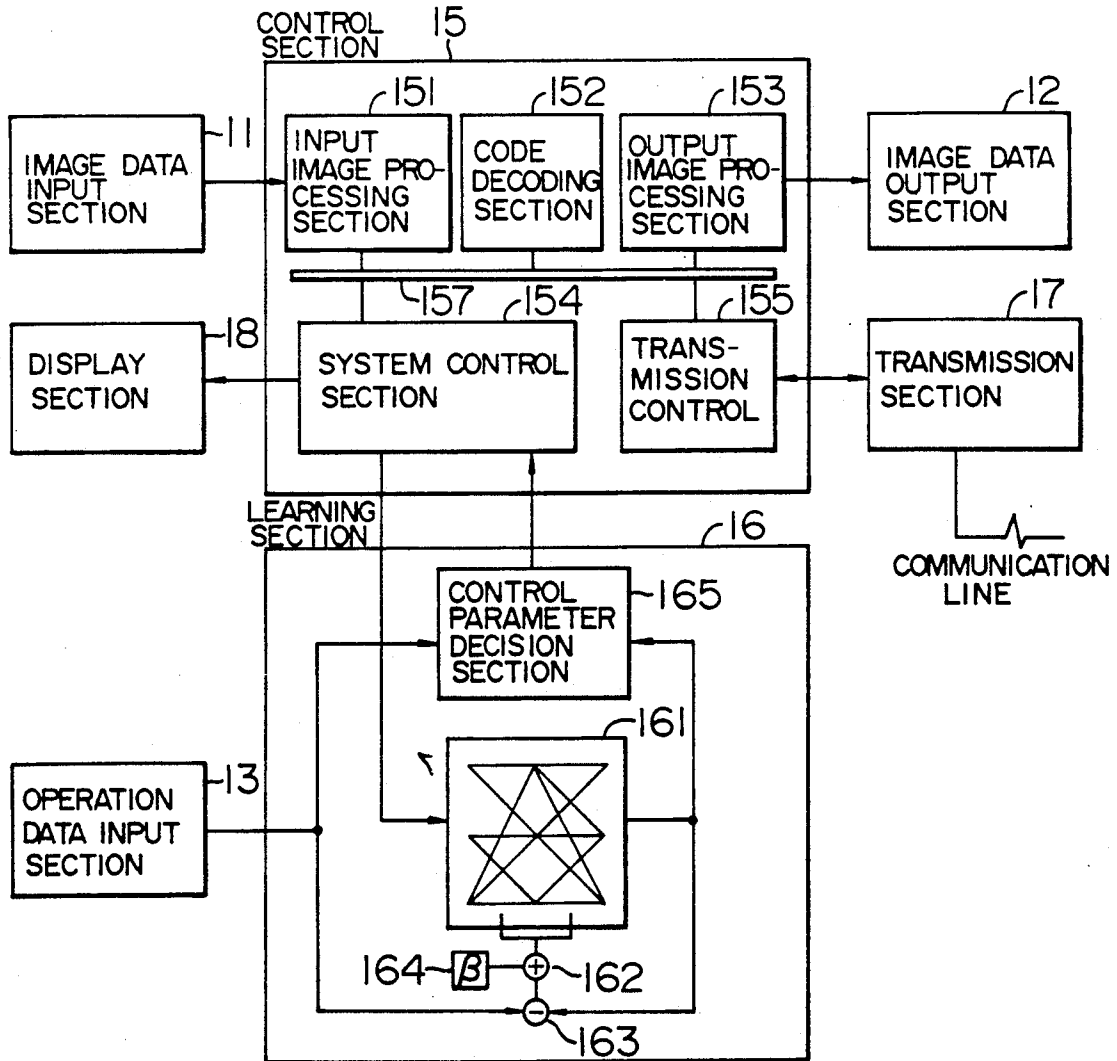 CONTROL
SECTION
15
151
152
153
12
11
IMAGE DATA
INPUT
SECTION
INPUT
IMAGE PRO-
CESSING
SECTION
CODE
DECODING
SECTION
OUTPUT
IMAGE PRO-
CESSING
SECTION
IMAGE DATA
OUTPUT
SECTION
157
154
155
17
18
DISPLAY
SECTION
SYSTEM CONTROL
SECTION
TRANS-
MISSION
CONTROL
TRANSMISSION
SECTION
LEARNING
SECTION
16
COMMUNICATION
LINE
CONTROL
PARAMETER
DECISION
SECTION
165
161
13
OPERATION
DATA INPUT
SECTION
164
β
+
162
−
163